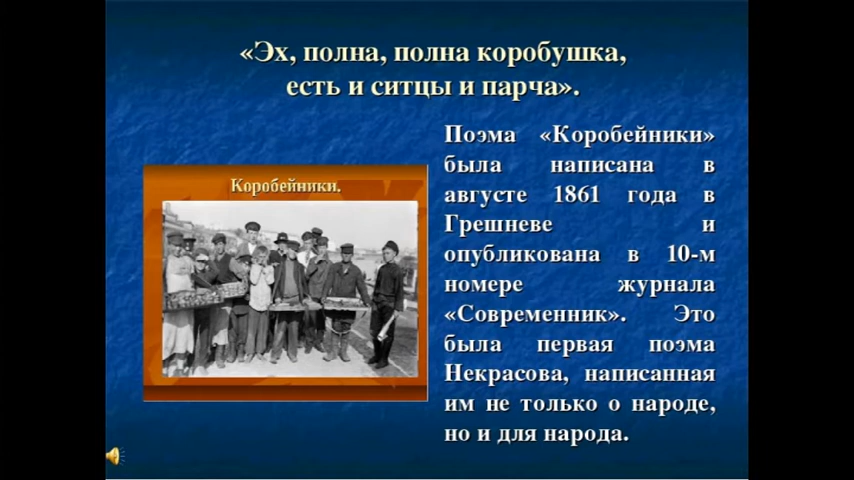 «Эх, полна, полна коробушка,
есть и ситцы и парча».
Коробейники.
Поэма «Коробейники»
была написана в
августе 1861 года в
Грешневе и
опубликована в 10-м
номере журнала
«Современник». Это
была первая поэма
Некрасова, написанная
им не только о народе,
но и для народа.